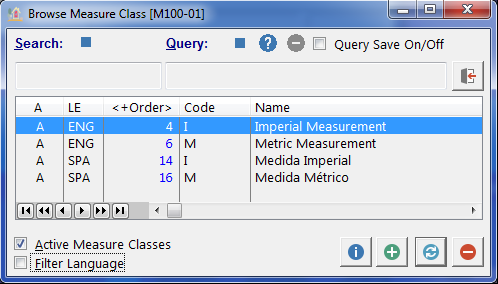 Browse Measure Class [M100-01]
Search: Query: Query Save On/Off
A LE <+Order> Code Name
A ENG 4 I Imperial Measurement
A ENG 6 M Metric Measurement
A SPA 14 I Medida Imperial
A SPA 16 M Medida Métrico
Active Measure Classes
Filter Language